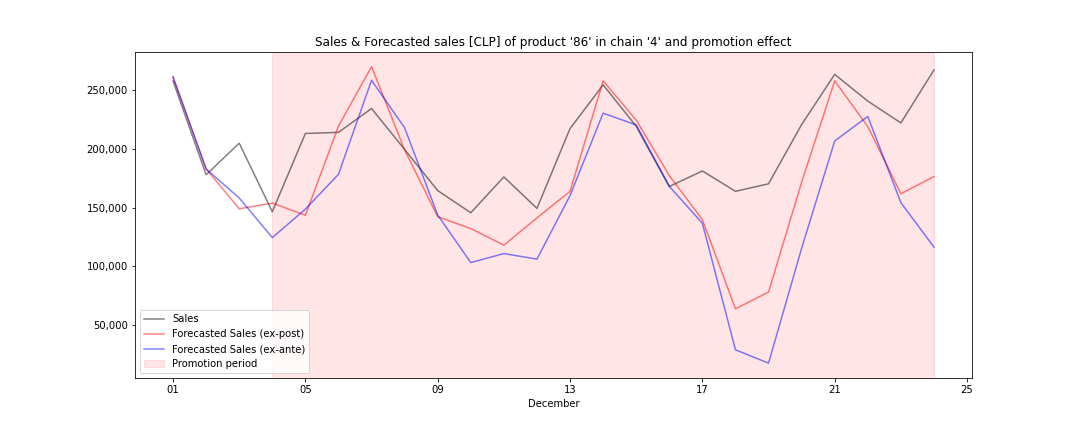 Sales & Forecasted sales [CLP] of product '86' in chain '4' and promotion effect
250,000
200,000
150,000
100,000
50,000
Sales
Forecasted Sales (ex-post)
Forecasted Sales (ex-ante)
Promotion period
01 05 09 13 17 21 25
December